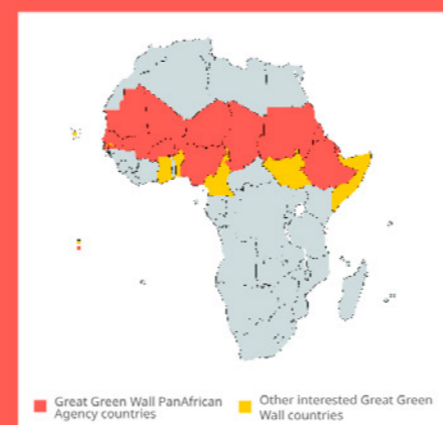 Great Green Wall PanAfrican
Agency countries
Other interested Great Green
Wall countries